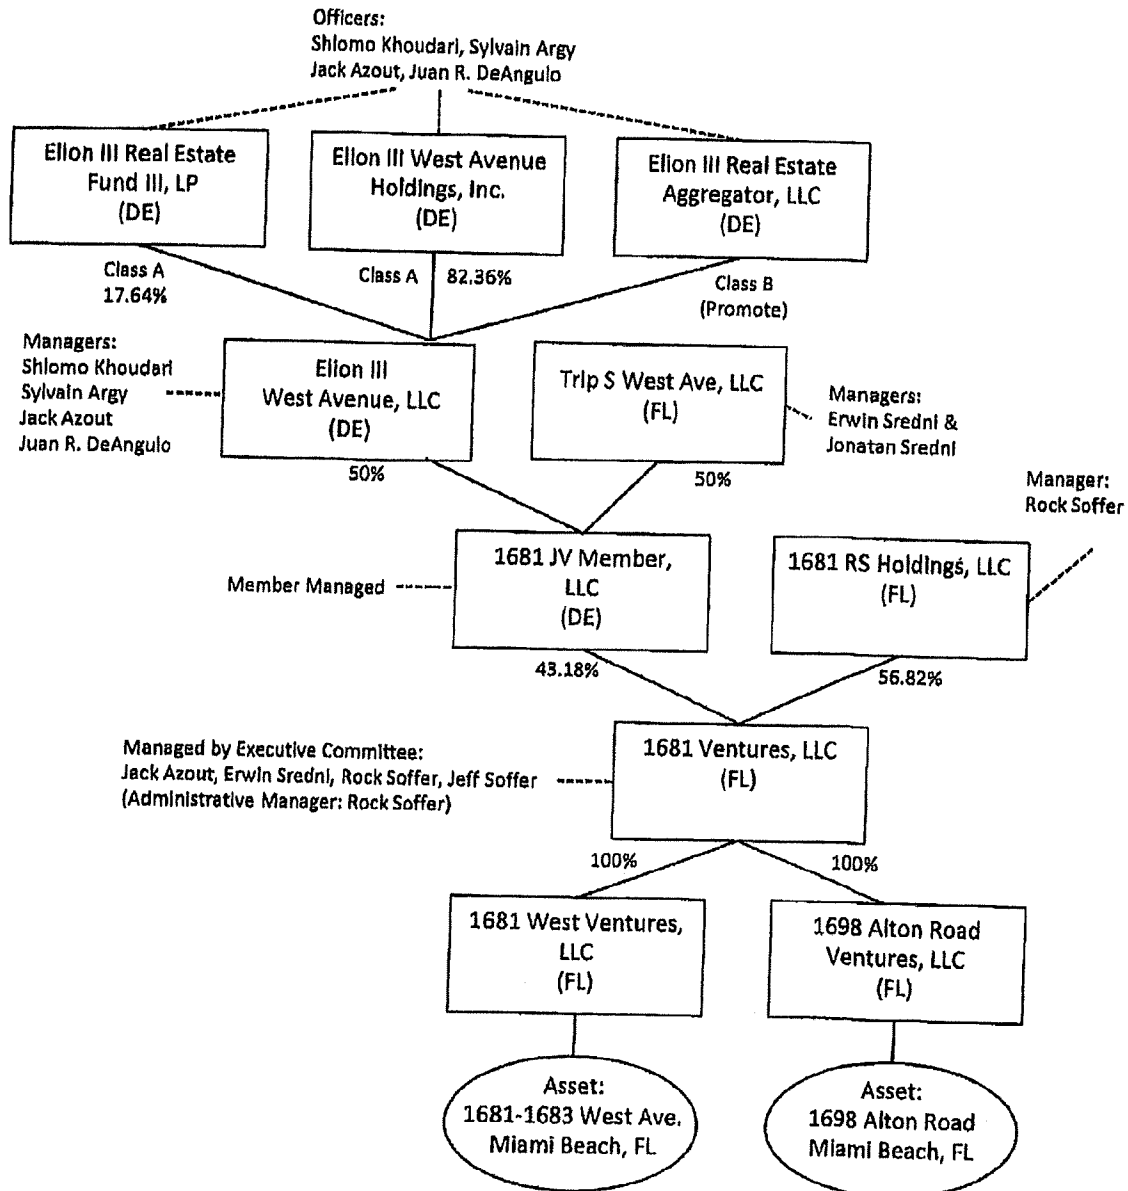 Officers:
Shlomo Khoudari, Sylvain Argy
Jack Azout, Juan R. DeAngulo
Elion III Real Estate
Fund III, LP
(DE)
Elion III West Avenue
Holdings, Inc.
(DE)
Elion III Real Estate
Aggregator, LLC
(DE)
Class A
17.64%
Class A
82.36%
Class B
(Promote)
Managers:
Shlomo Khoudari
Sylvain Argy
Jack Azout
Juan R. DeAngulo
Elion III
West Avenue, LLC
(DE)
Trip S West Ave, LLC
(FL)
Managers:
Erwin Sredni &
Jonatan Sredni
50%
50%
Manager:
Rock Soffer
Member Managed
1681 JV Member,
LLC
(DE)
1681 RS Holdings, LLC
(FL)
43.18%
56.82%
Managed by Executive Committee:
Jack Azout, Erwin Sredni, Rock Soffer, Jeff Soffer
(Administrative Manager: Rock Soffer)
1681 Ventures, LLC
(FL)
100%
100%
1681 West Ventures,
LLC
(FL)
1698 Alton Road
Ventures, LLC
(FL)
Asset:
1681-1683 West Ave.
Miami Beach, FL
Asset:
1698 Alton Road
Miami Beach, FL